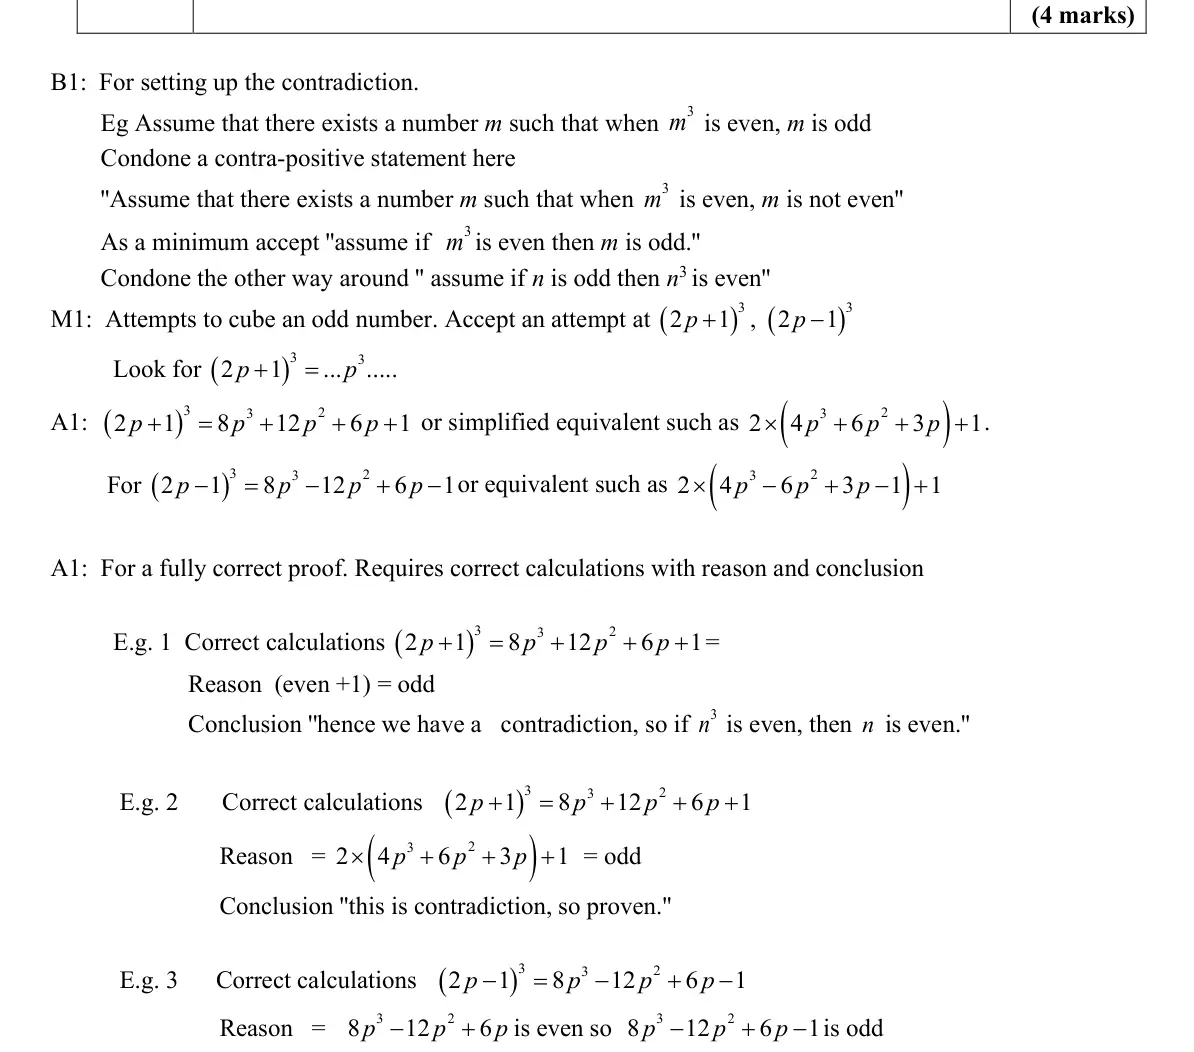 (4 marks)
B1: For setting up the contradiction.
Eg Assume that there exists a number m such that when m³ is even, m is odd
Condone a contra-positive statement here
"Assume that there exists a number m such that when m³ is even, m is not even"
As a minimum accept "assume if m³ is even then m is odd."
Condone the other way around " assume if n is odd then n³ is even"
M1: Attempts to cube an odd number. Accept an attempt at (2p+1)³, (2p−1)³
Look for (2p+1)³ = ...p³.....
A1: (2p+1)³ = 8p³ +12p² +6p+1 or simplified equivalent such as 2×(4p³ +6p² +3p)+1.
For (2p−1)³ = 8p³ −12p² +6p−1 or equivalent such as 2×(4p³ −6p² +3p−1)+1
A1: For a fully correct proof. Requires correct calculations with reason and conclusion
E.g. 1 Correct calculations (2p+1)³ = 8p³ +12p² +6p+1=
Reason (even +1) = odd
Conclusion "hence we have a contradiction, so if n³ is even, then n is even."
E.g. 2 Correct calculations (2p+1)³ = 8p³ +12p² +6p+1
Reason = 2×(4p³ +6p² +3p)+1 = odd
Conclusion "this is contradiction, so proven."
E.g. 3 Correct calculations (2p−1)³ = 8p³ −12p² +6p−1
Reason = 8p³ −12p² +6p is even so 8p³ −12p² +6p−1 is odd